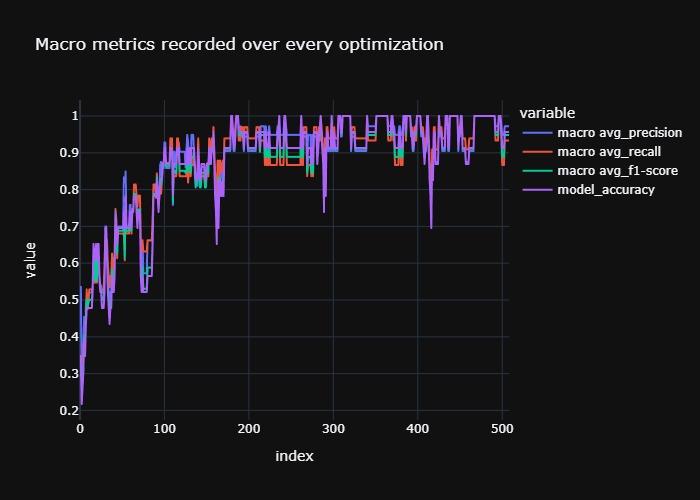 Macro metrics recorded over every optimization
variable
macro avg_precision
macro avg_recall
macro avg_f1-score
model_accuracy
value
1
0.9
0.8
0.7
0.6
0.5
0.4
0.3
0.2
0
100
200
300
400
500
index